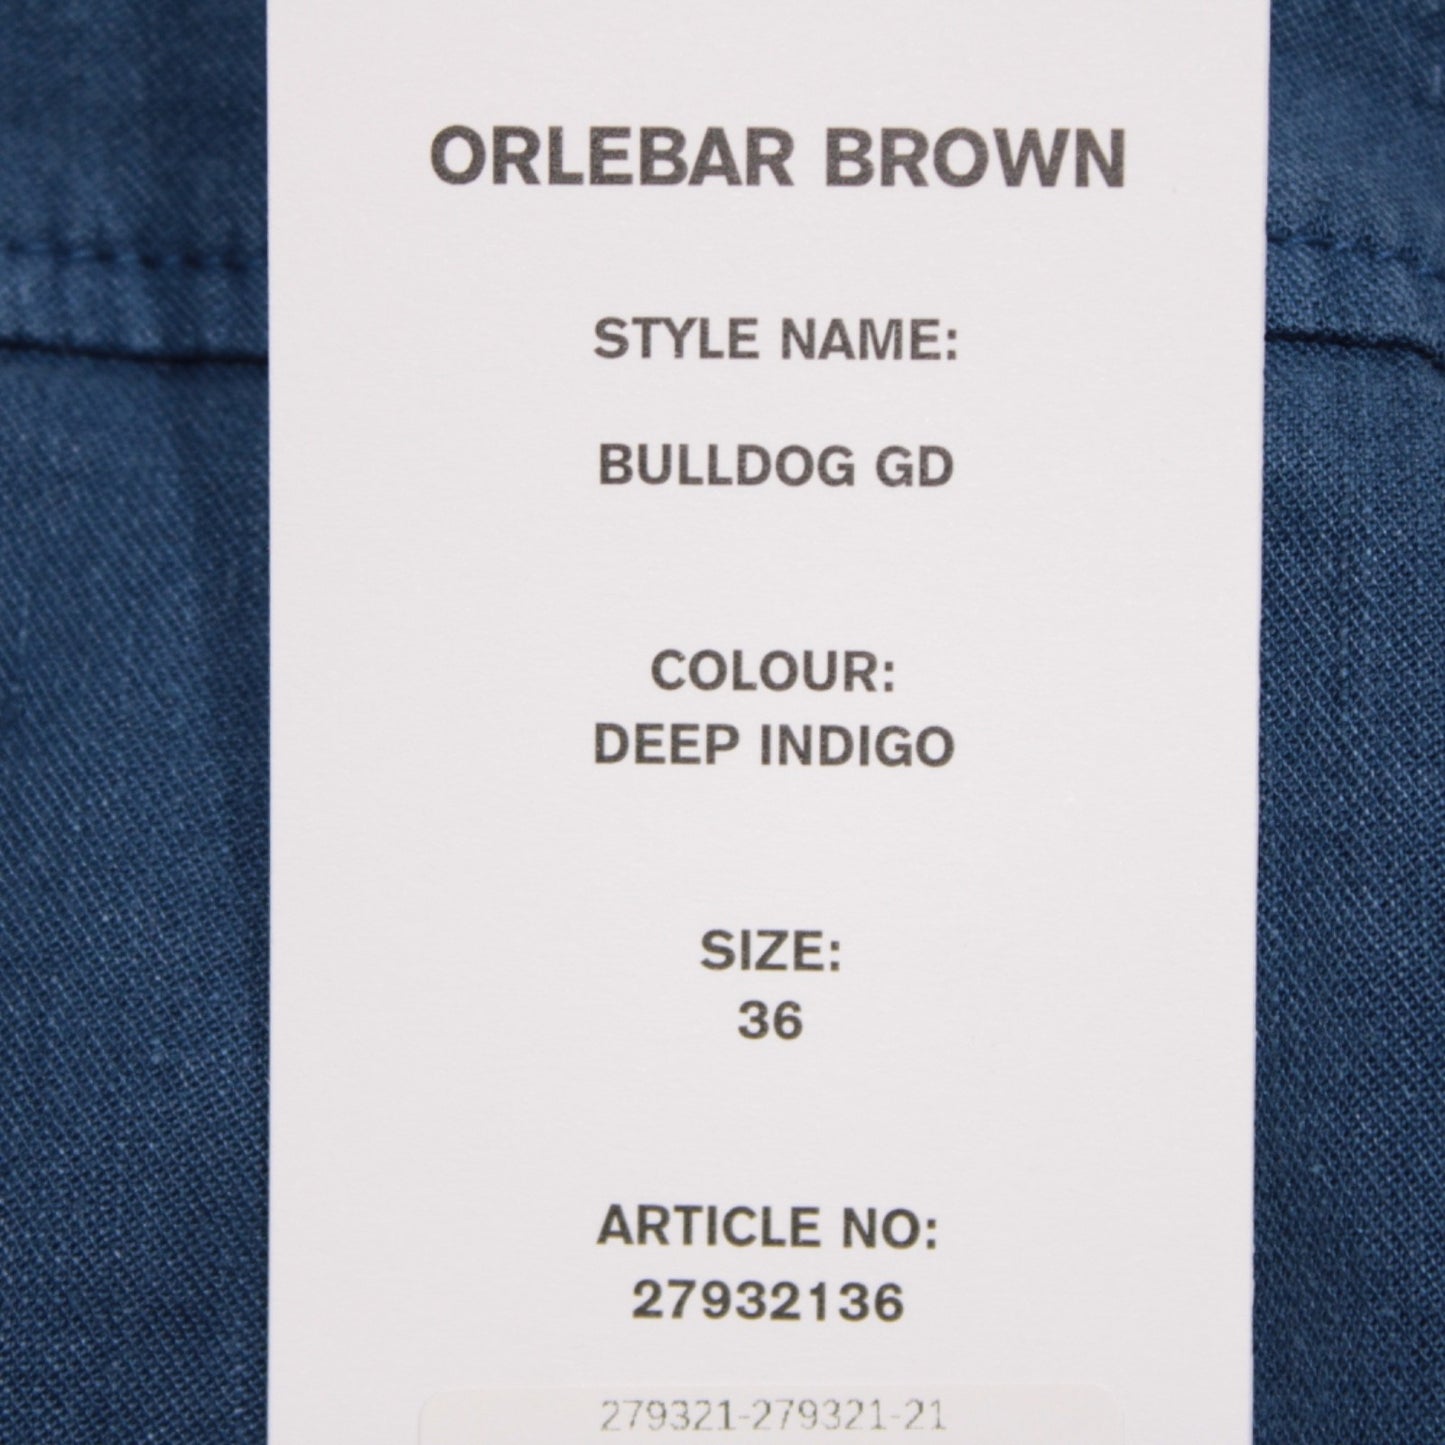 ORLEBAR BROWN
STYLE NAME:
BULLDOG GD
COLOUR:
DEEP INDIGO
SIZE:
36
ARTICLE NO:
27932136
279321-279321-21